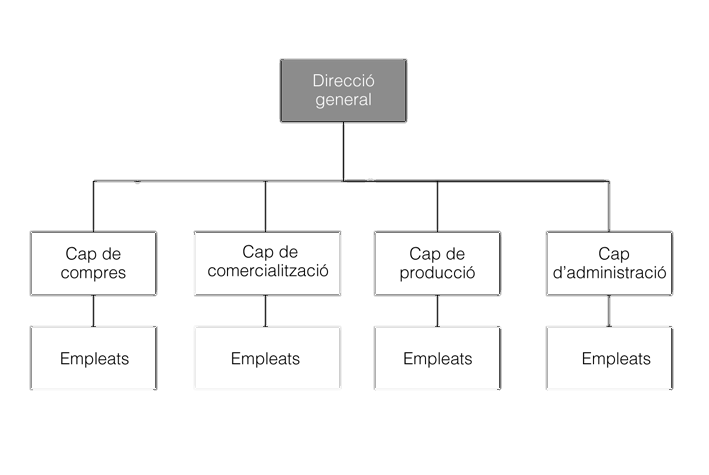 Direcció
general
Cap de
compres
Cap de
comercialització
Cap de
producció
Cap
d’administració
Empleats
Empleats
Empleats
Empleats